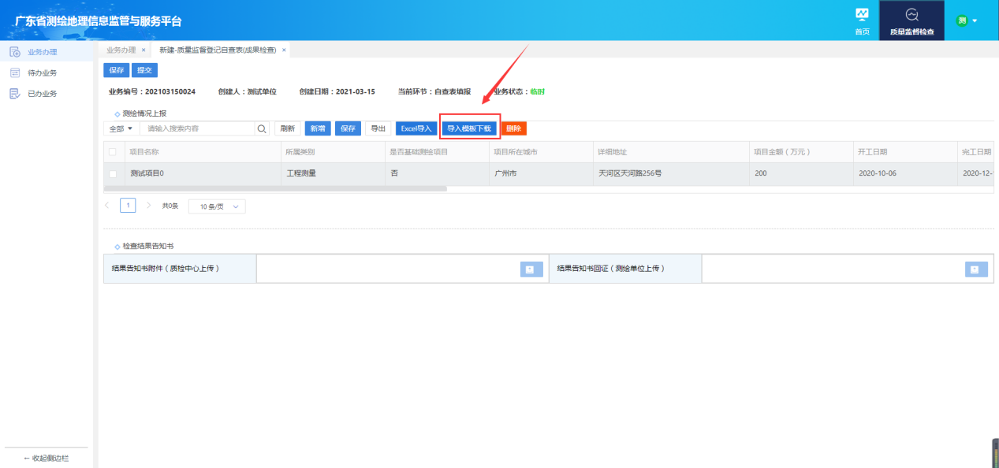 广东省测绘地理信息监管与服务平台
首页
质量监督检查
测
业务办理
待办业务
已办业务
业务办理 × 新建-质量监督登记自查表(成果检查) ×
保存 提交
业务编号：202103150024 创建人：测试单位 创建日期：2021-03-15 当前环节：自查表填报 业务状态：临时
测绘情况上报
全部 请输入搜索内容 刷新 新增 保存 导出 Excel导入 导入模板下载 删除
项目名称 所属类别 是否基础测绘项目 项目所在城市 详细地址 项目金额（万元） 开工日期 完工日期
测试项目0 工程测量 否 广州市 天河区天河路256号 200 2020-10-06 2020-12-
1 共0条 10 条/页
检查结果告知书
结果告知书附件（质检中心上传） 结果告知书回证（测绘单位上传）
← 收起侧边栏